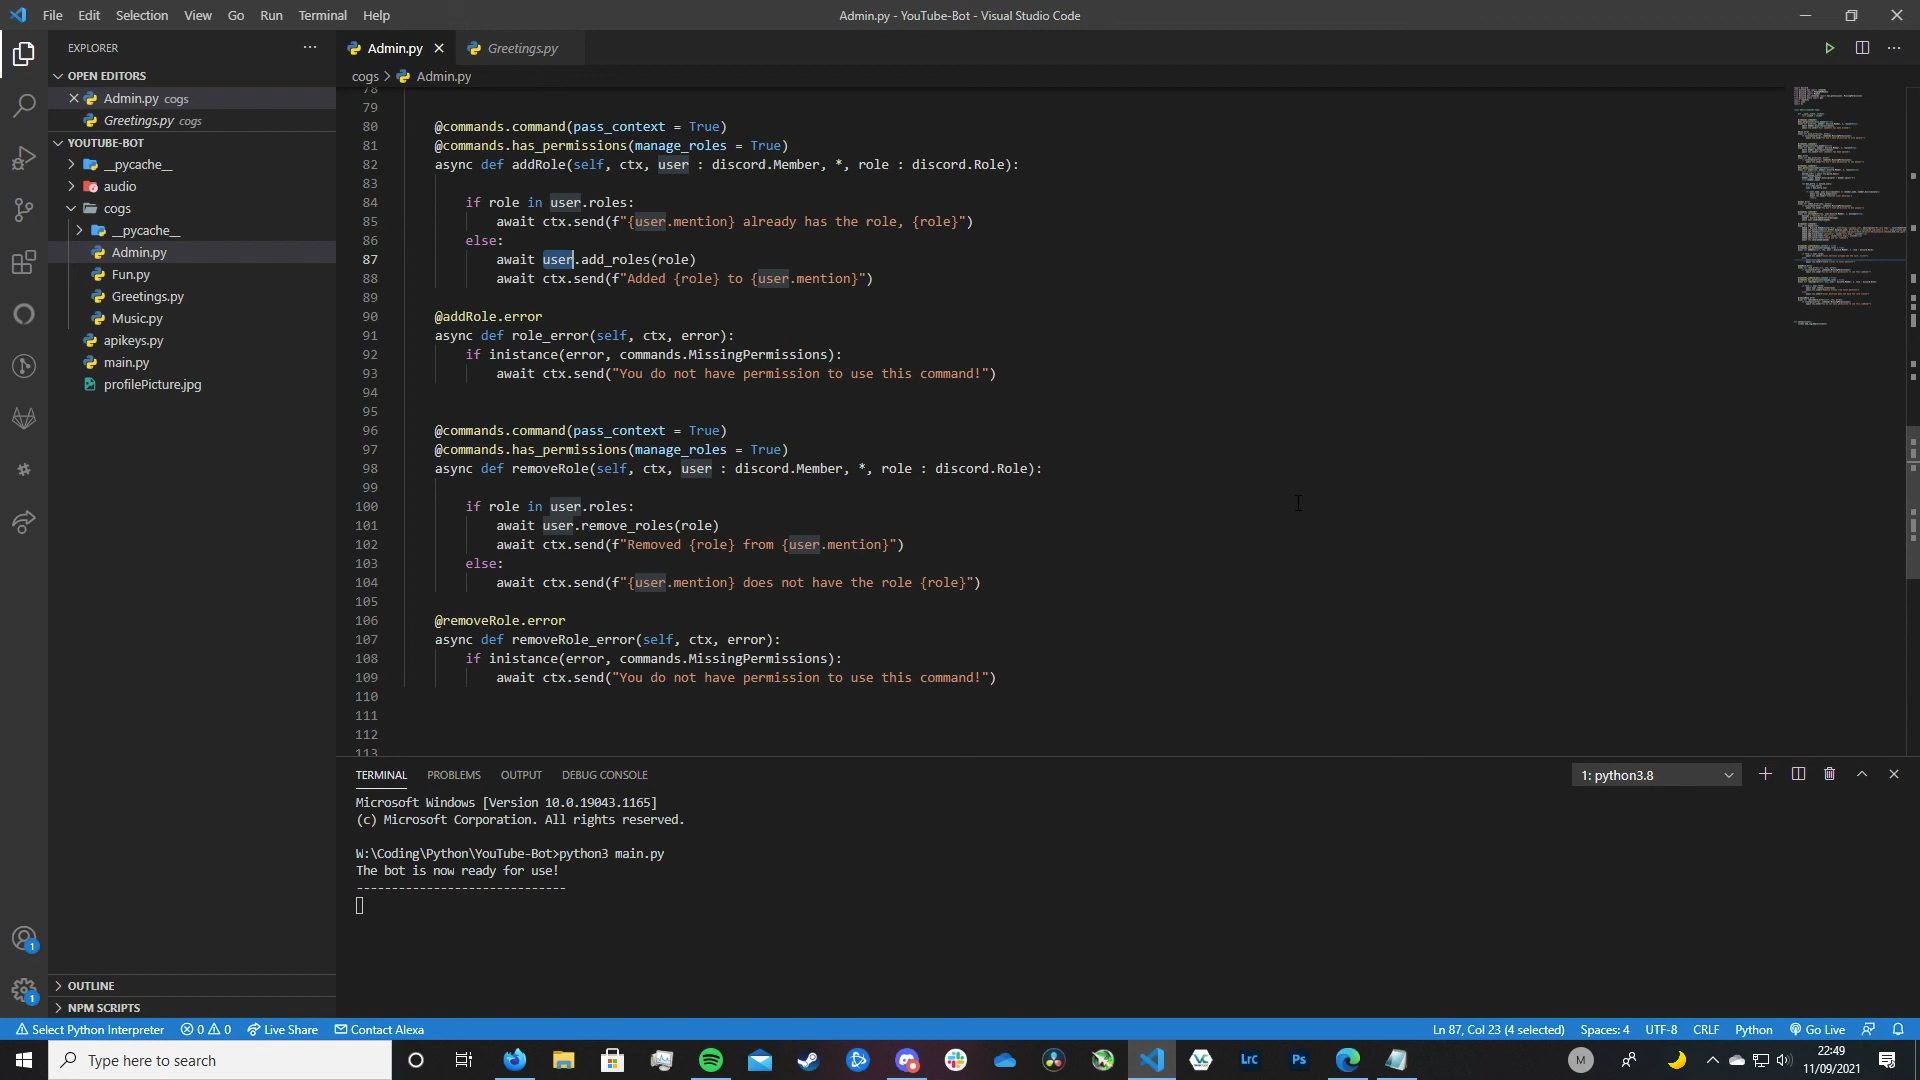 File Edit Selection View Go Run Terminal Help
Admin.py - YouTube-Bot - Visual Studio Code
EXPLORER
OPEN EDITORS
Admin.py cogs
Greetings.py cogs
YOUTUBE-BOT
__pycache__
audio
cogs
__pycache__
Admin.py
Fun.py
Greetings.py
Music.py
apikeys.py
main.py
profilePicture.jpg
OUTLINE
NPM SCRIPTS
Admin.py Greetings.py
cogs > Admin.py
78
79
80 @commands.command(pass_context = True)
81 @commands.has_permissions(manage_roles = True)
82 async def addRole(self, ctx, user : discord.Member, *, role : discord.Role):
83
84 if role in user.roles:
85 await ctx.send(f"{user.mention} already has the role, {role}")
86 else:
87 await user.add_roles(role)
88 await ctx.send(f"Added {role} to {user.mention}")
89
90 @addRole.error
91 async def role_error(self, ctx, error):
92 if inistance(error, commands.MissingPermissions):
93 await ctx.send("You do not have permission to use this command!")
94
95
96 @commands.command(pass_context = True)
97 @commands.has_permissions(manage_roles = True)
98 async def removeRole(self, ctx, user : discord.Member, *, role : discord.Role):
99
100 if role in user.roles:
101 await user.remove_roles(role)
102 await ctx.send(f"Removed {role} from {user.mention}")
103 else:
104 await ctx.send(f"{user.mention} does not have the role {role}")
105
106 @removeRole.error
107 async def removeRole_error(self, ctx, error):
108 if inistance(error, commands.MissingPermissions):
109 await ctx.send("You do not have permission to use this command!")
110
111
112
113
TERMINAL PROBLEMS OUTPUT DEBUG CONSOLE
1: python3.8
Microsoft Windows [Version 10.0.19043.1165]
(c) Microsoft Corporation. All rights reserved.
W:\Coding\Python\YouTube-Bot>python3 main.py
The bot is now ready for use!
------------------------------
Select Python Interpreter 0 0 Live Share Contact Alexa
Ln 87, Col 23 (4 selected) Spaces: 4 UTF-8 CRLF Python Go Live
Type here to search
Lrc
Ps
M
22:49
11/09/2021